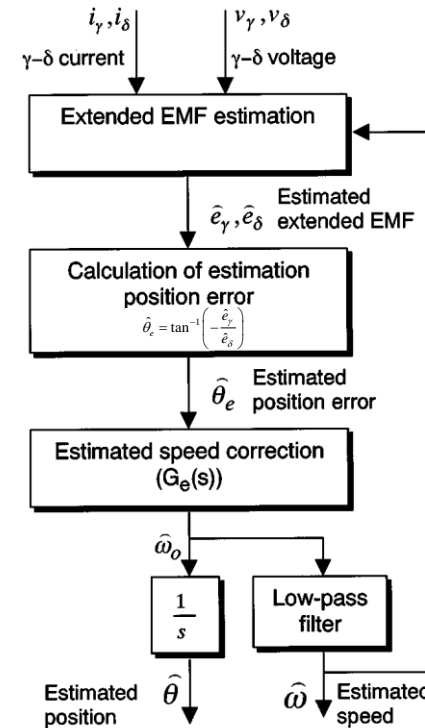 i_γ, i_δ v_γ, v_δ
γ–δ current γ–δ voltage
Extended EMF estimation
ê_γ, ê_δ Estimated
extended EMF
Calculation of estimation
position error
θ̂_e = tan⁻¹(−ê_γ/ê_δ)
θ̂_e Estimated
position error
Estimated speed correction
(G_e(s))
ω̂_o
1/s
Low-pass
filter
Estimated
position
θ̂
ω̂
Estimated
speed